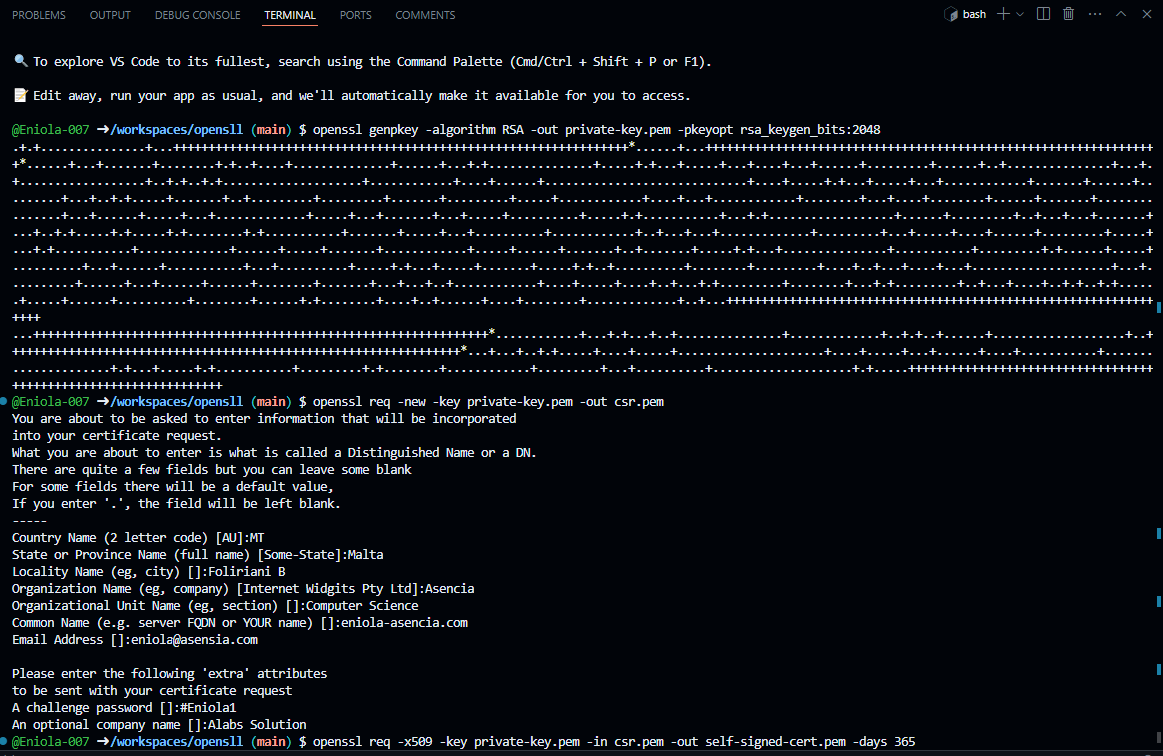 PROBLEMS OUTPUT DEBUG CONSOLE TERMINAL PORTS COMMENTS bash
To explore VS Code to its fullest, search using the Command Palette (Cmd/Ctrl + Shift + P or F1).
Edit away, run your app as usual, and we'll automatically make it available for you to access.
@Eniola-007 ➜/workspaces/opensll (main) $ openssl genpkey -algorithm RSA -out private-key.pem -pkeyopt rsa_keygen_bits:2048
@Eniola-007 ➜/workspaces/opensll (main) $ openssl req -new -key private-key.pem -out csr.pem
You are about to be asked to enter information that will be incorporated
into your certificate request.
What you are about to enter is what is called a Distinguished Name or a DN.
There are quite a few fields but you can leave some blank
For some fields there will be a default value,
If you enter '.', the field will be left blank.
-----
Country Name (2 letter code) [AU]:MT
State or Province Name (full name) [Some-State]:Malta
Locality Name (eg, city) []:Foliriani B
Organization Name (eg, company) [Internet Widgits Pty Ltd]:Asencia
Organizational Unit Name (eg, section) []:Computer Science
Common Name (e.g. server FQDN or YOUR name) []:eniola-asencia.com
Email Address []:eniola@asensia.com
Please enter the following 'extra' attributes
to be sent with your certificate request
A challenge password []:#Eniola1
An optional company name []:Alabs Solution
@Eniola-007 ➜/workspaces/opensll (main) $ openssl req -x509 -key private-key.pem -in csr.pem -out self-signed-cert.pem -days 365